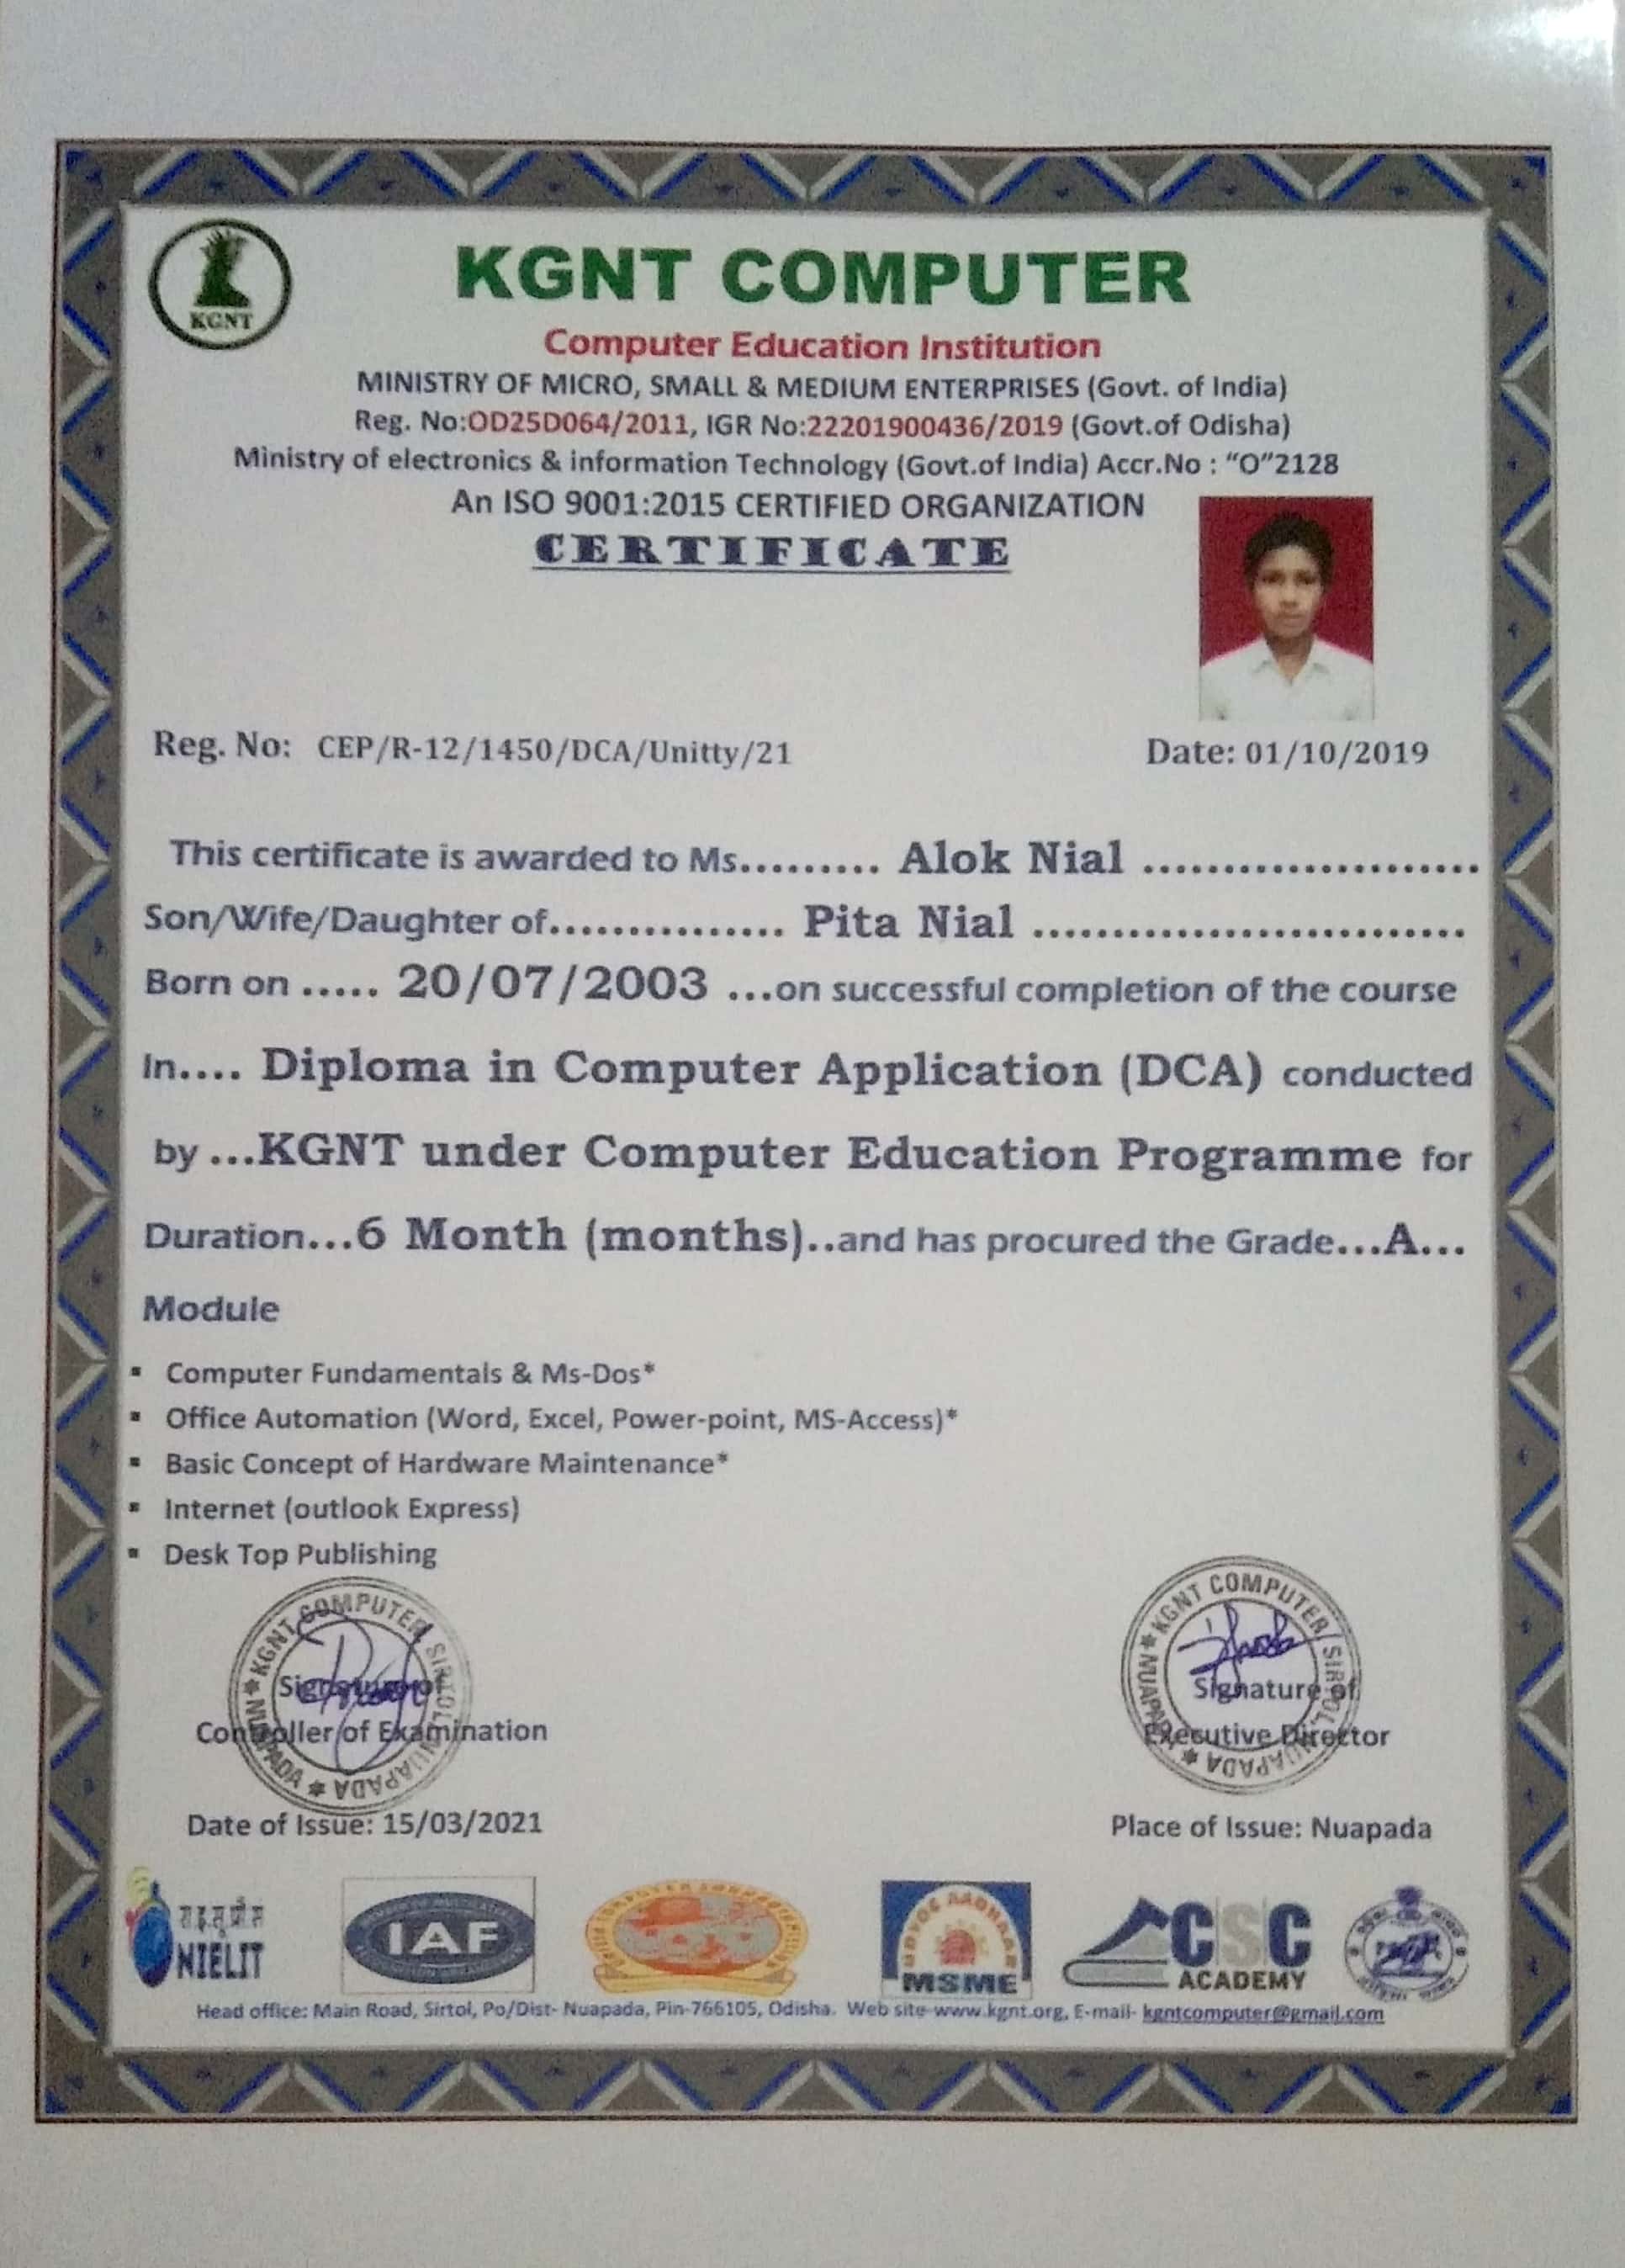 KGNT
KGNT COMPUTER
Computer Education Institution
MINISTRY OF MICRO, SMALL & MEDIUM ENTERPRISES (Govt. of India)
Reg. No:OD25D064/2011, IGR No:22201900436/2019 (Govt.of Odisha)
Ministry of electronics & information Technology (Govt.of India) Accr.No : “O”2128
An ISO 9001:2015 CERTIFIED ORGANIZATION
CERTIFICATE
Reg. No: CEP/R-12/1450/DCA/Unitty/21
Date: 01/10/2019
This certificate is awarded to Ms......... Alok Nial .....................
Son/Wife/Daughter of............... Pita Nial ...........................
Born on ..... 20/07/2003 ...on successful completion of the course
In.... Diploma in Computer Application (DCA) conducted
by ...KGNT under Computer Education Programme for
Duration...6 Month (months)..and has procured the Grade...A...
Module
▪ Computer Fundamentals & Ms-Dos*
▪ Office Automation (Word, Excel, Power-point, MS-Access)*
▪ Basic Concept of Hardware Maintenance*
▪ Internet (outlook Express)
▪ Desk Top Publishing
KGNT COMPUTER SIRTOL NUAPADA * NUAPADA *
Signature of
Controller of Examination
KGNT COMPUTER, SIRTOL, NUAPADA * NUAPADA *
Signature of
Executive Director
Date of Issue: 15/03/2021
Place of Issue: Nuapada
NIELIT
IAF
UDYOG AADHAAR
MSME
CSC
ACADEMY
Head office: Main Road, Sirtol, Po/Dist- Nuapada, Pin-766105, Odisha. Web site-www.kgnt.org, E-mail- kgntcomputer@gmail.com